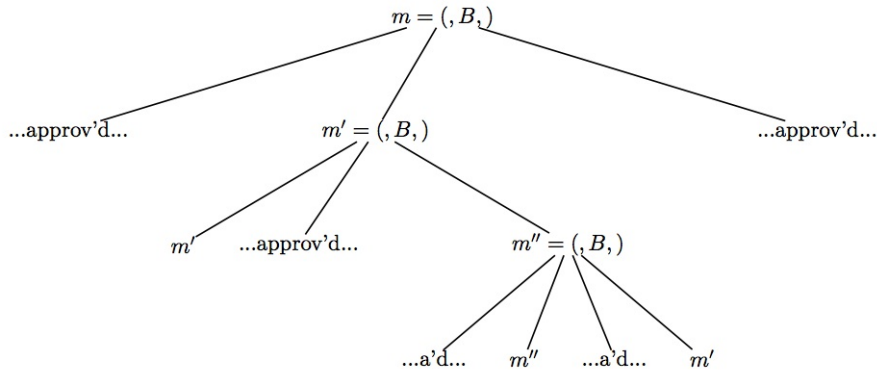 m = (, B, )
...approv'd... m′ = (, B, ) ...approv'd...
m′ ...approv'd... m″ = (, B, )
...a'd... m″ ...a'd... m′